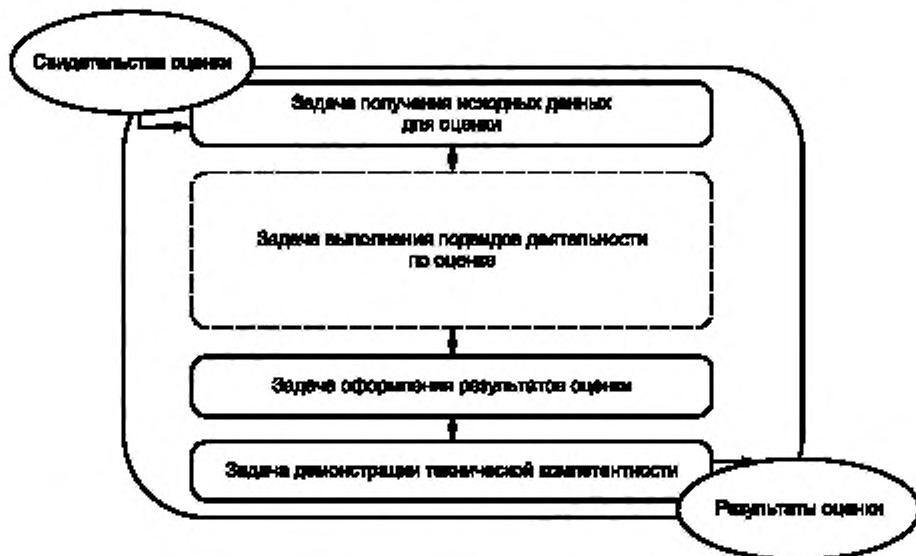 Свидетельства оценки
Задача получения исходных данных
для оценки
Задача выполнения подвидов деятельности
по оценке
Задача оформления результатов оценки
Задача демонстрации технической компетентности
Результаты оценки